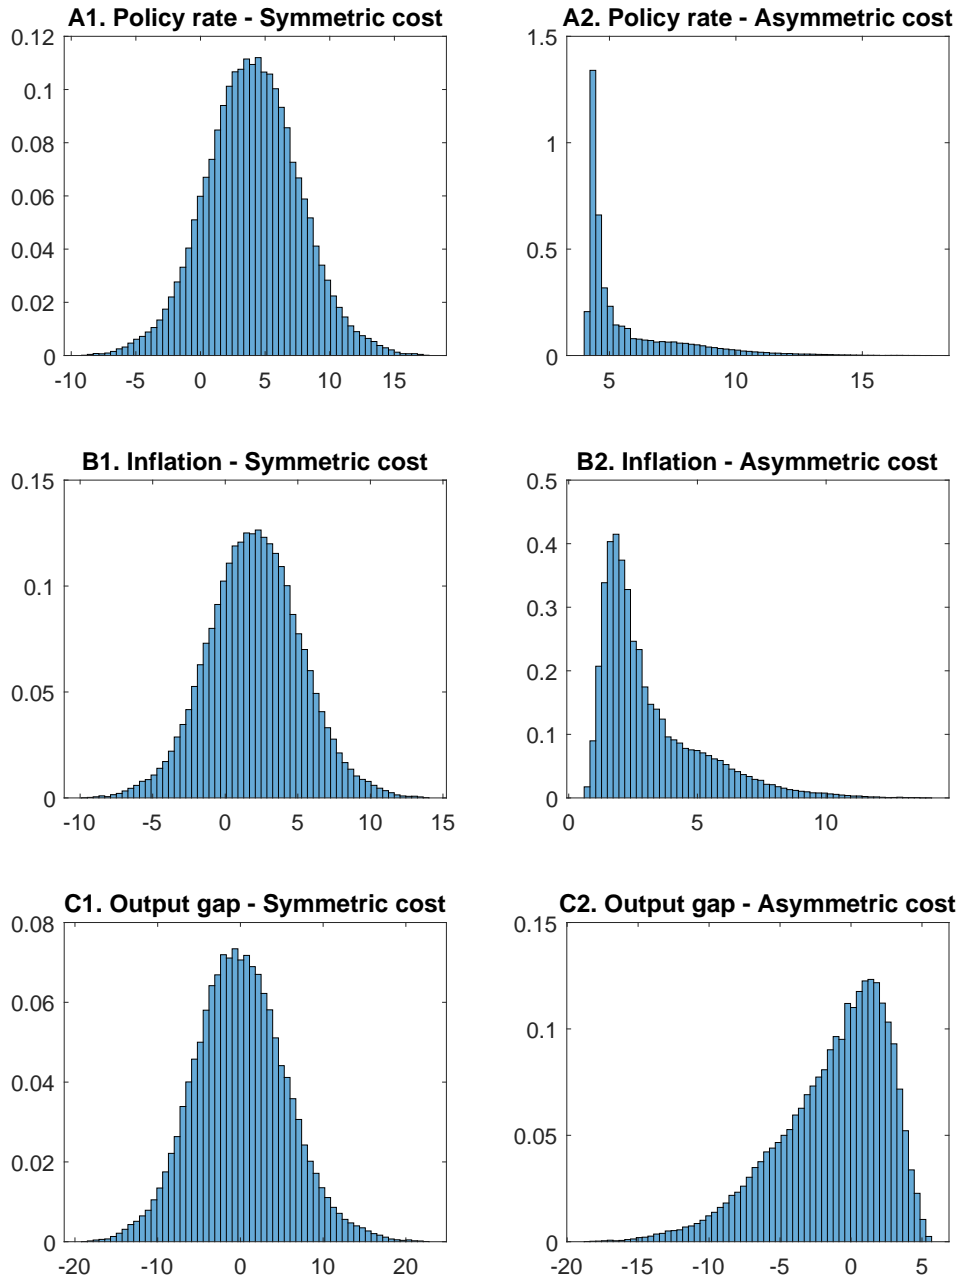 A1. Policy rate - Symmetric cost
0.12
0.1
0.08
0.06
0.04
0.02
0
-10 -5 0 5 10 15
A2. Policy rate - Asymmetric cost
1.5
1
0.5
0
5 10 15
B1. Inflation - Symmetric cost
0.15
0.1
0.05
0
-10 -5 0 5 10 15
B2. Inflation - Asymmetric cost
0.5
0.4
0.3
0.2
0.1
0
0 5 10
C1. Output gap - Symmetric cost
0.08
0.06
0.04
0.02
0
-20 -10 0 10 20
C2. Output gap - Asymmetric cost
0.15
0.1
0.05
0
-20 -15 -10 -5 0 5